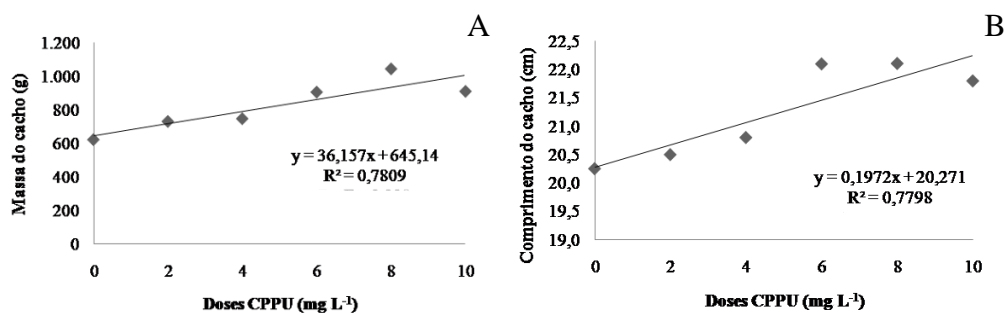 A
Massa do cacho (g)
1.200
1.000
800
600
400
200
0
y = 36,157x + 645,14
R² = 0,7809
0 2 4 6 8 10
Doses CPPU (mg L⁻¹)
B
Comprimento do cacho (cm)
22,5
22,0
21,5
21,0
20,5
20,0
19,5
19,0
y = 0,1972x + 20,271
R² = 0,7798
0 2 4 6 8 10
Doses CPPU (mg L⁻¹)